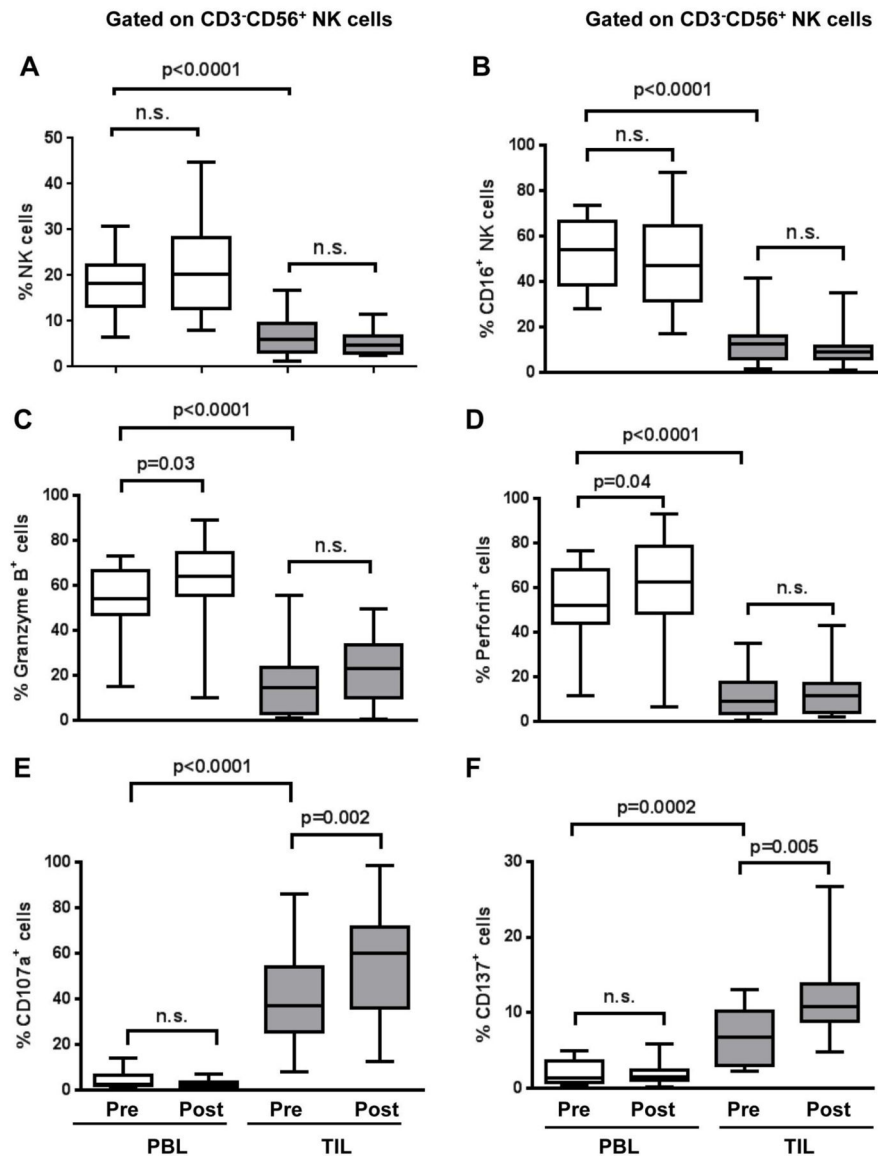 Gated on CD3⁻CD56⁺ NK cells
Gated on CD3⁻CD56⁺ NK cells
A
p<0.0001
n.s.
n.s.
% NK cells
50
40
30
20
10
0
B
p<0.0001
n.s.
n.s.
% CD16⁺ NK cells
100
80
60
40
20
0
C
p<0.0001
p=0.03
n.s.
% Granzyme B⁺ cells
100
80
60
40
20
0
D
p<0.0001
p=0.04
n.s.
% Perforin⁺ cells
100
80
60
40
20
0
E
p<0.0001
p=0.002
n.s.
% CD107a⁺ cells
100
80
60
40
20
0
Pre Post Pre Post
PBL TIL
F
p=0.0002
p=0.005
n.s.
% CD137⁺ cells
30
20
10
0
Pre Post Pre Post
PBL TIL